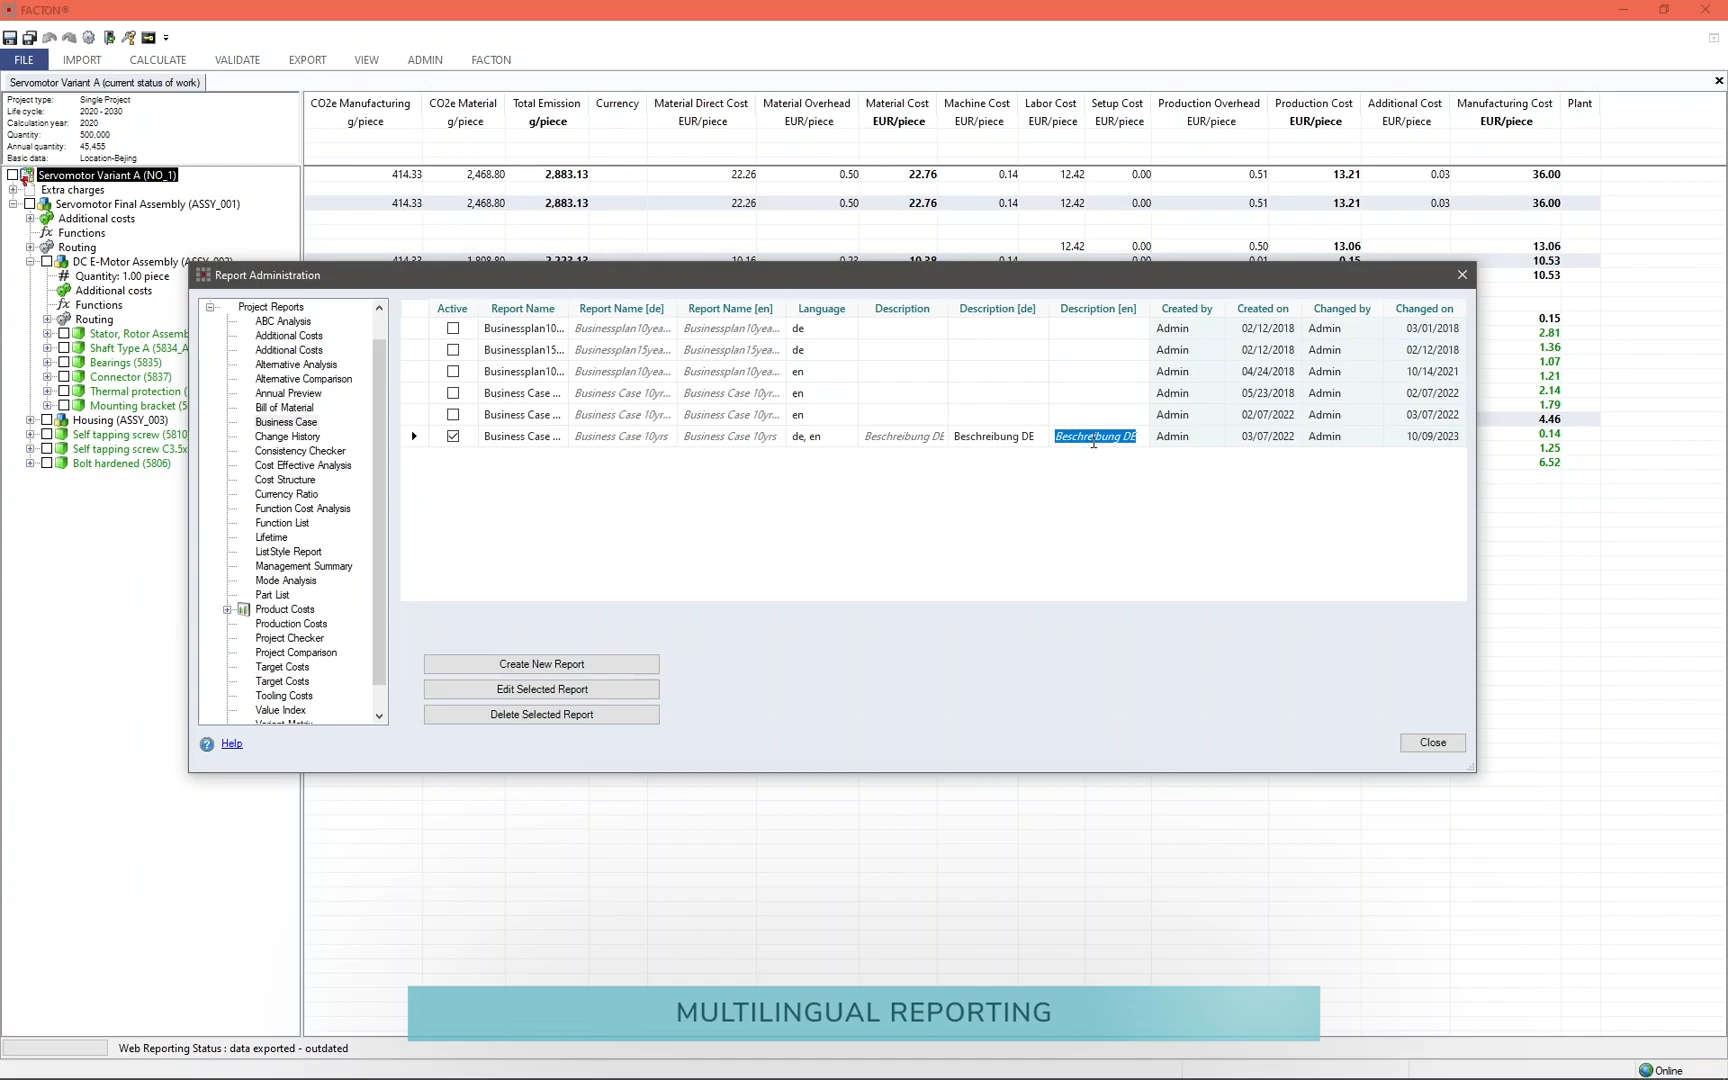 FACTON®
FILE IMPORT CALCULATE VALIDATE EXPORT VIEW ADMIN FACTON
Servomotor Variant A (current status of work)
Project type: Single Project
Life cycle: 2020 - 2030
Calculation year: 2020
Quantity: 500,000
Annual quantity: 45,455
Basic data: Location-Bejing
CO2e Manufacturing CO2e Material Total Emission Currency Material Direct Cost Material Overhead Material Cost Machine Cost Labor Cost Setup Cost Production Overhead Production Cost Additional Cost Manufacturing Cost Plant
g/piece g/piece g/piece EUR/piece EUR/piece EUR/piece EUR/piece EUR/piece EUR/piece EUR/piece EUR/piece EUR/piece EUR/piece
Servomotor Variant A (NO_1) 414.33 2,468.80 2,883.13 22.26 0.50 22.76 0.14 12.42 0.00 0.51 13.21 0.03 36.00
Extra charges
Servomotor Final Assembly (ASSY_001) 414.33 2,468.80 2,883.13 22.26 0.50 22.76 0.14 12.42 0.00 0.51 13.21 0.03 36.00
Additional costs
fx Functions
Routing 12.42 0.00 0.50 13.06 13.06
DC E-Motor Assembly 10.53
# Quantity: 1.00 piece 10.53
Additional costs
fx Functions
Routing 0.15
Stator, Rotor Assemb 2.81
Shaft Type A (5834_A 1.36
Bearings (5835) 1.07
Connector (5837) 1.21
Thermal protection ( 2.14
Mounting bracket (5 1.79
Housing (ASSY_003) 4.46
Self tapping screw (5810 0.14
Self tapping screw C3.5x 1.25
Bolt hardened (5806) 6.52
Report Administration
Project Reports
ABC Analysis
Additional Costs
Additional Costs
Alternative Analysis
Alternative Comparison
Annual Preview
Bill of Material
Business Case
Change History
Consistency Checker
Cost Effective Analysis
Cost Structure
Currency Ratio
Function Cost Analysis
Function List
Lifetime
ListStyle Report
Management Summary
Mode Analysis
Part List
Product Costs
Production Costs
Project Checker
Project Comparison
Target Costs
Target Costs
Tooling Costs
Value Index
Variant Matrix
Active Report Name Report Name [de] Report Name [en] Language Description Description [de] Description [en] Created by Created on Changed by Changed on
Businessplan10... Businessplan10yea... Businessplan10yea... de Admin 02/12/2018 Admin 03/01/2018
Businessplan15... Businessplan15yea... Businessplan15yea... de Admin 02/12/2018 Admin 02/12/2018
Businessplan10... Businessplan10yea... Businessplan10yea... en Admin 04/24/2018 Admin 10/14/2021
Business Case ... Business Case 10yr... Business Case 10yr... en Admin 05/23/2018 Admin 02/07/2022
Business Case ... Business Case 10yr... Business Case 10yr... en Admin 02/07/2022 Admin 03/07/2022
Business Case ... Business Case 10yrs Business Case 10yrs de, en Beschreibung DE Beschreibung DE Beschreibung DE Admin 03/07/2022 Admin 10/09/2023
Create New Report
Edit Selected Report
Delete Selected Report
Help
Close
MULTILINGUAL REPORTING
Web Reporting Status : data exported - outdated
Online